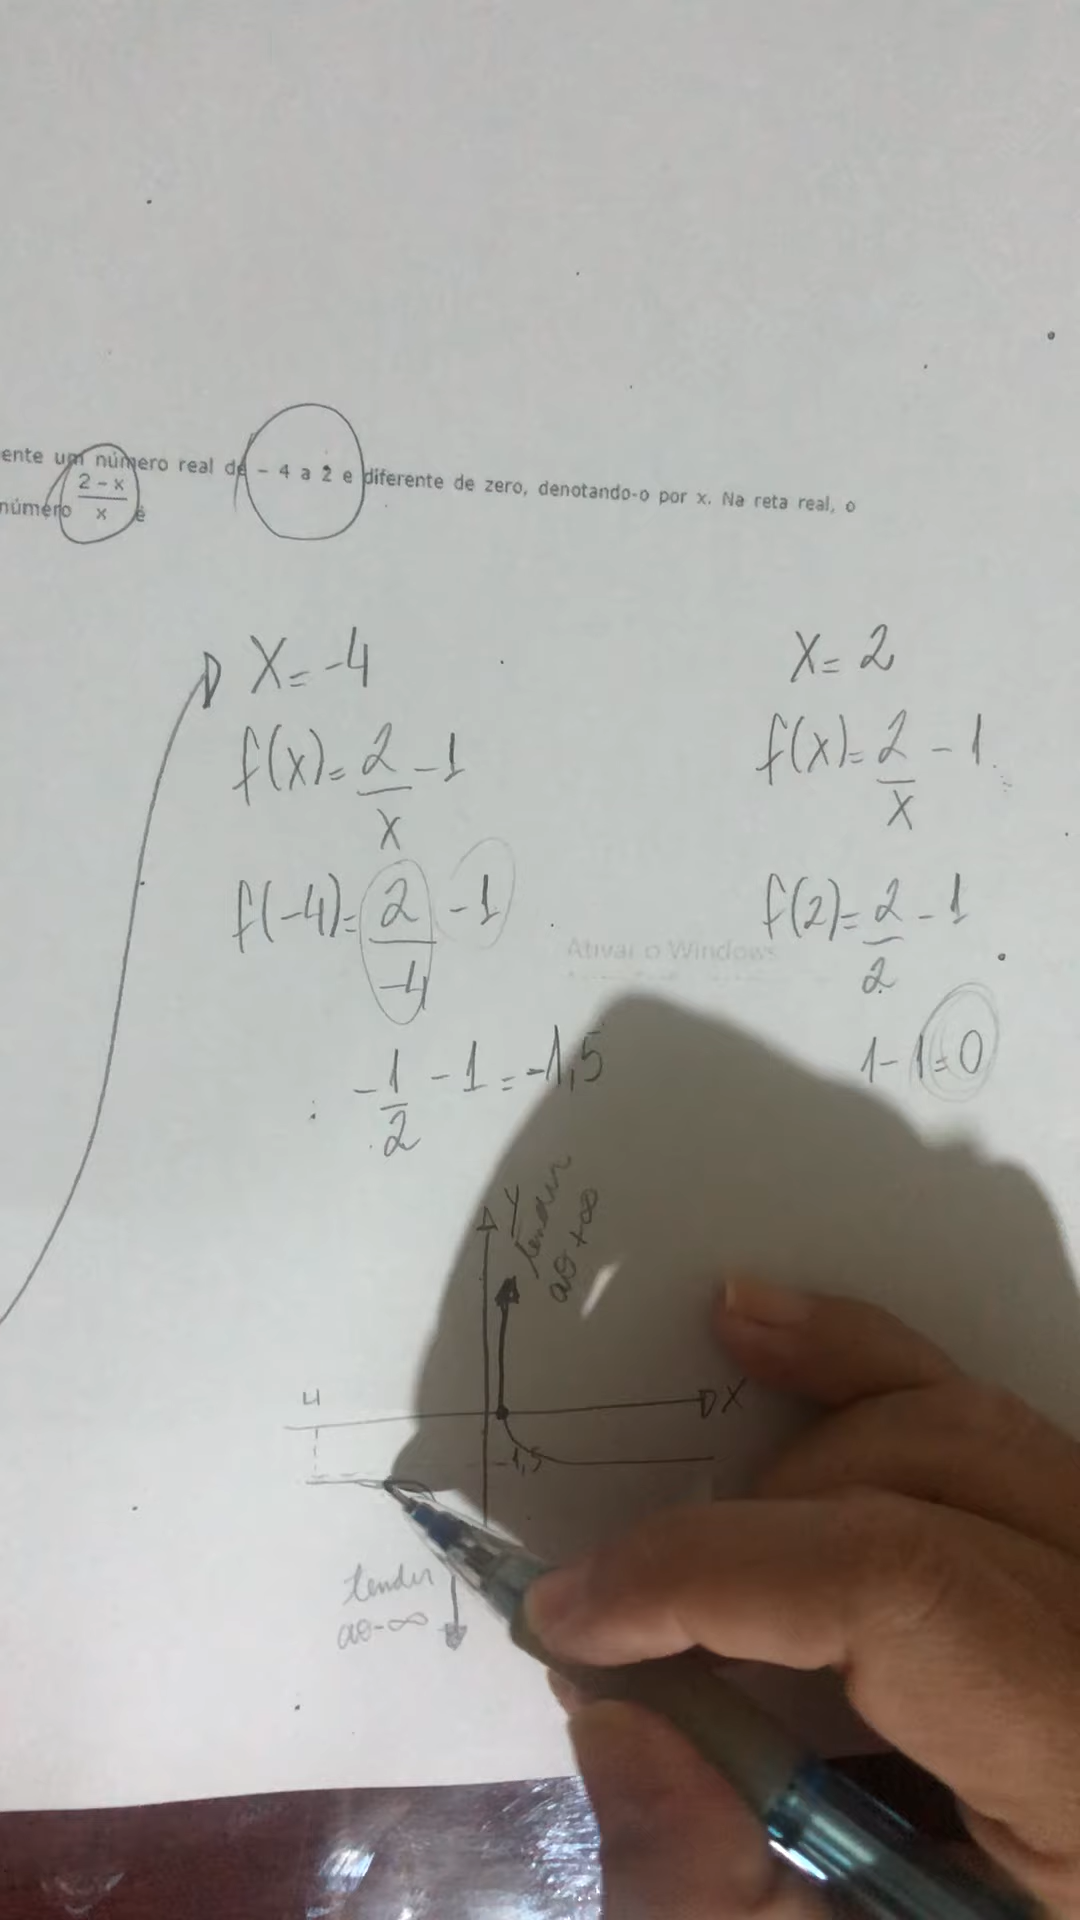 ente um número real de - 4 a 2 e diferente de zero, denotando-o por x. Na reta real, o
número 2 - x / x é
X = -4
f(x) = 2/x - 1
f(-4) = 2/-4 - 1
-1/2 - 1 = -1,5
X = 2
f(x) = 2/x - 1
f(2) = 2/2 - 1
Ativar o Windows
1 - 1 = 0
Y
tender
ao +∞
4
X
-1,5
tender
ao -∞